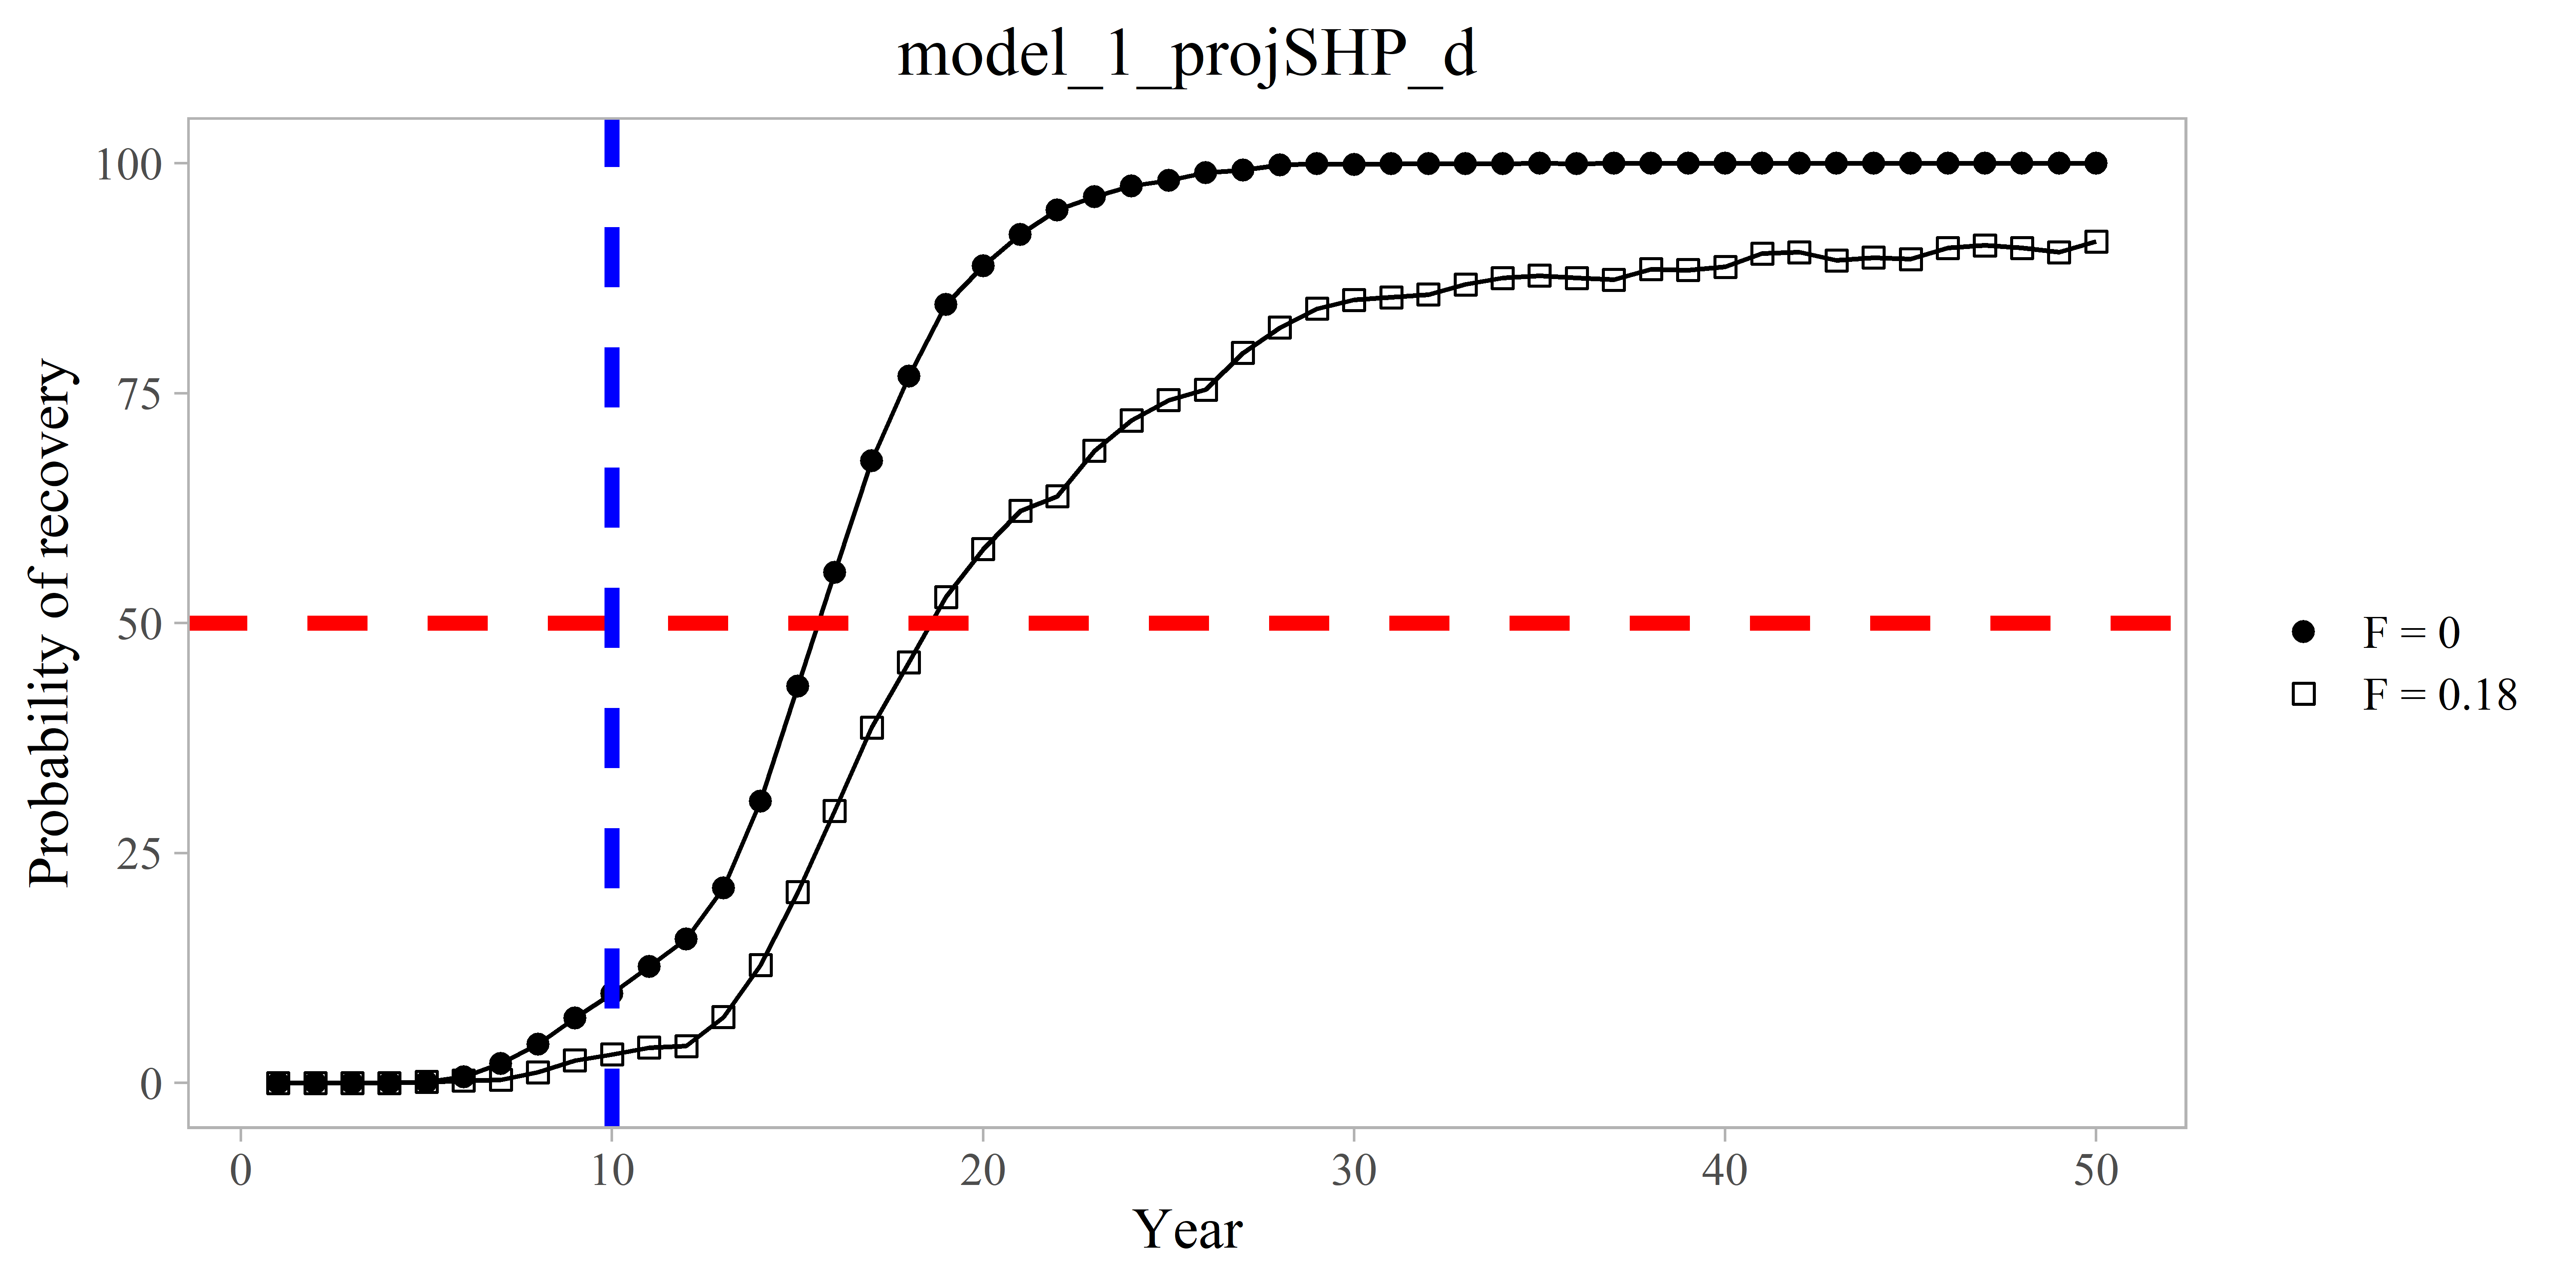 model_1_projSHP_d
Probability of recovery
100
75
50
25
0
0 10 20 30 40 50
Year
F = 0
F = 0.18